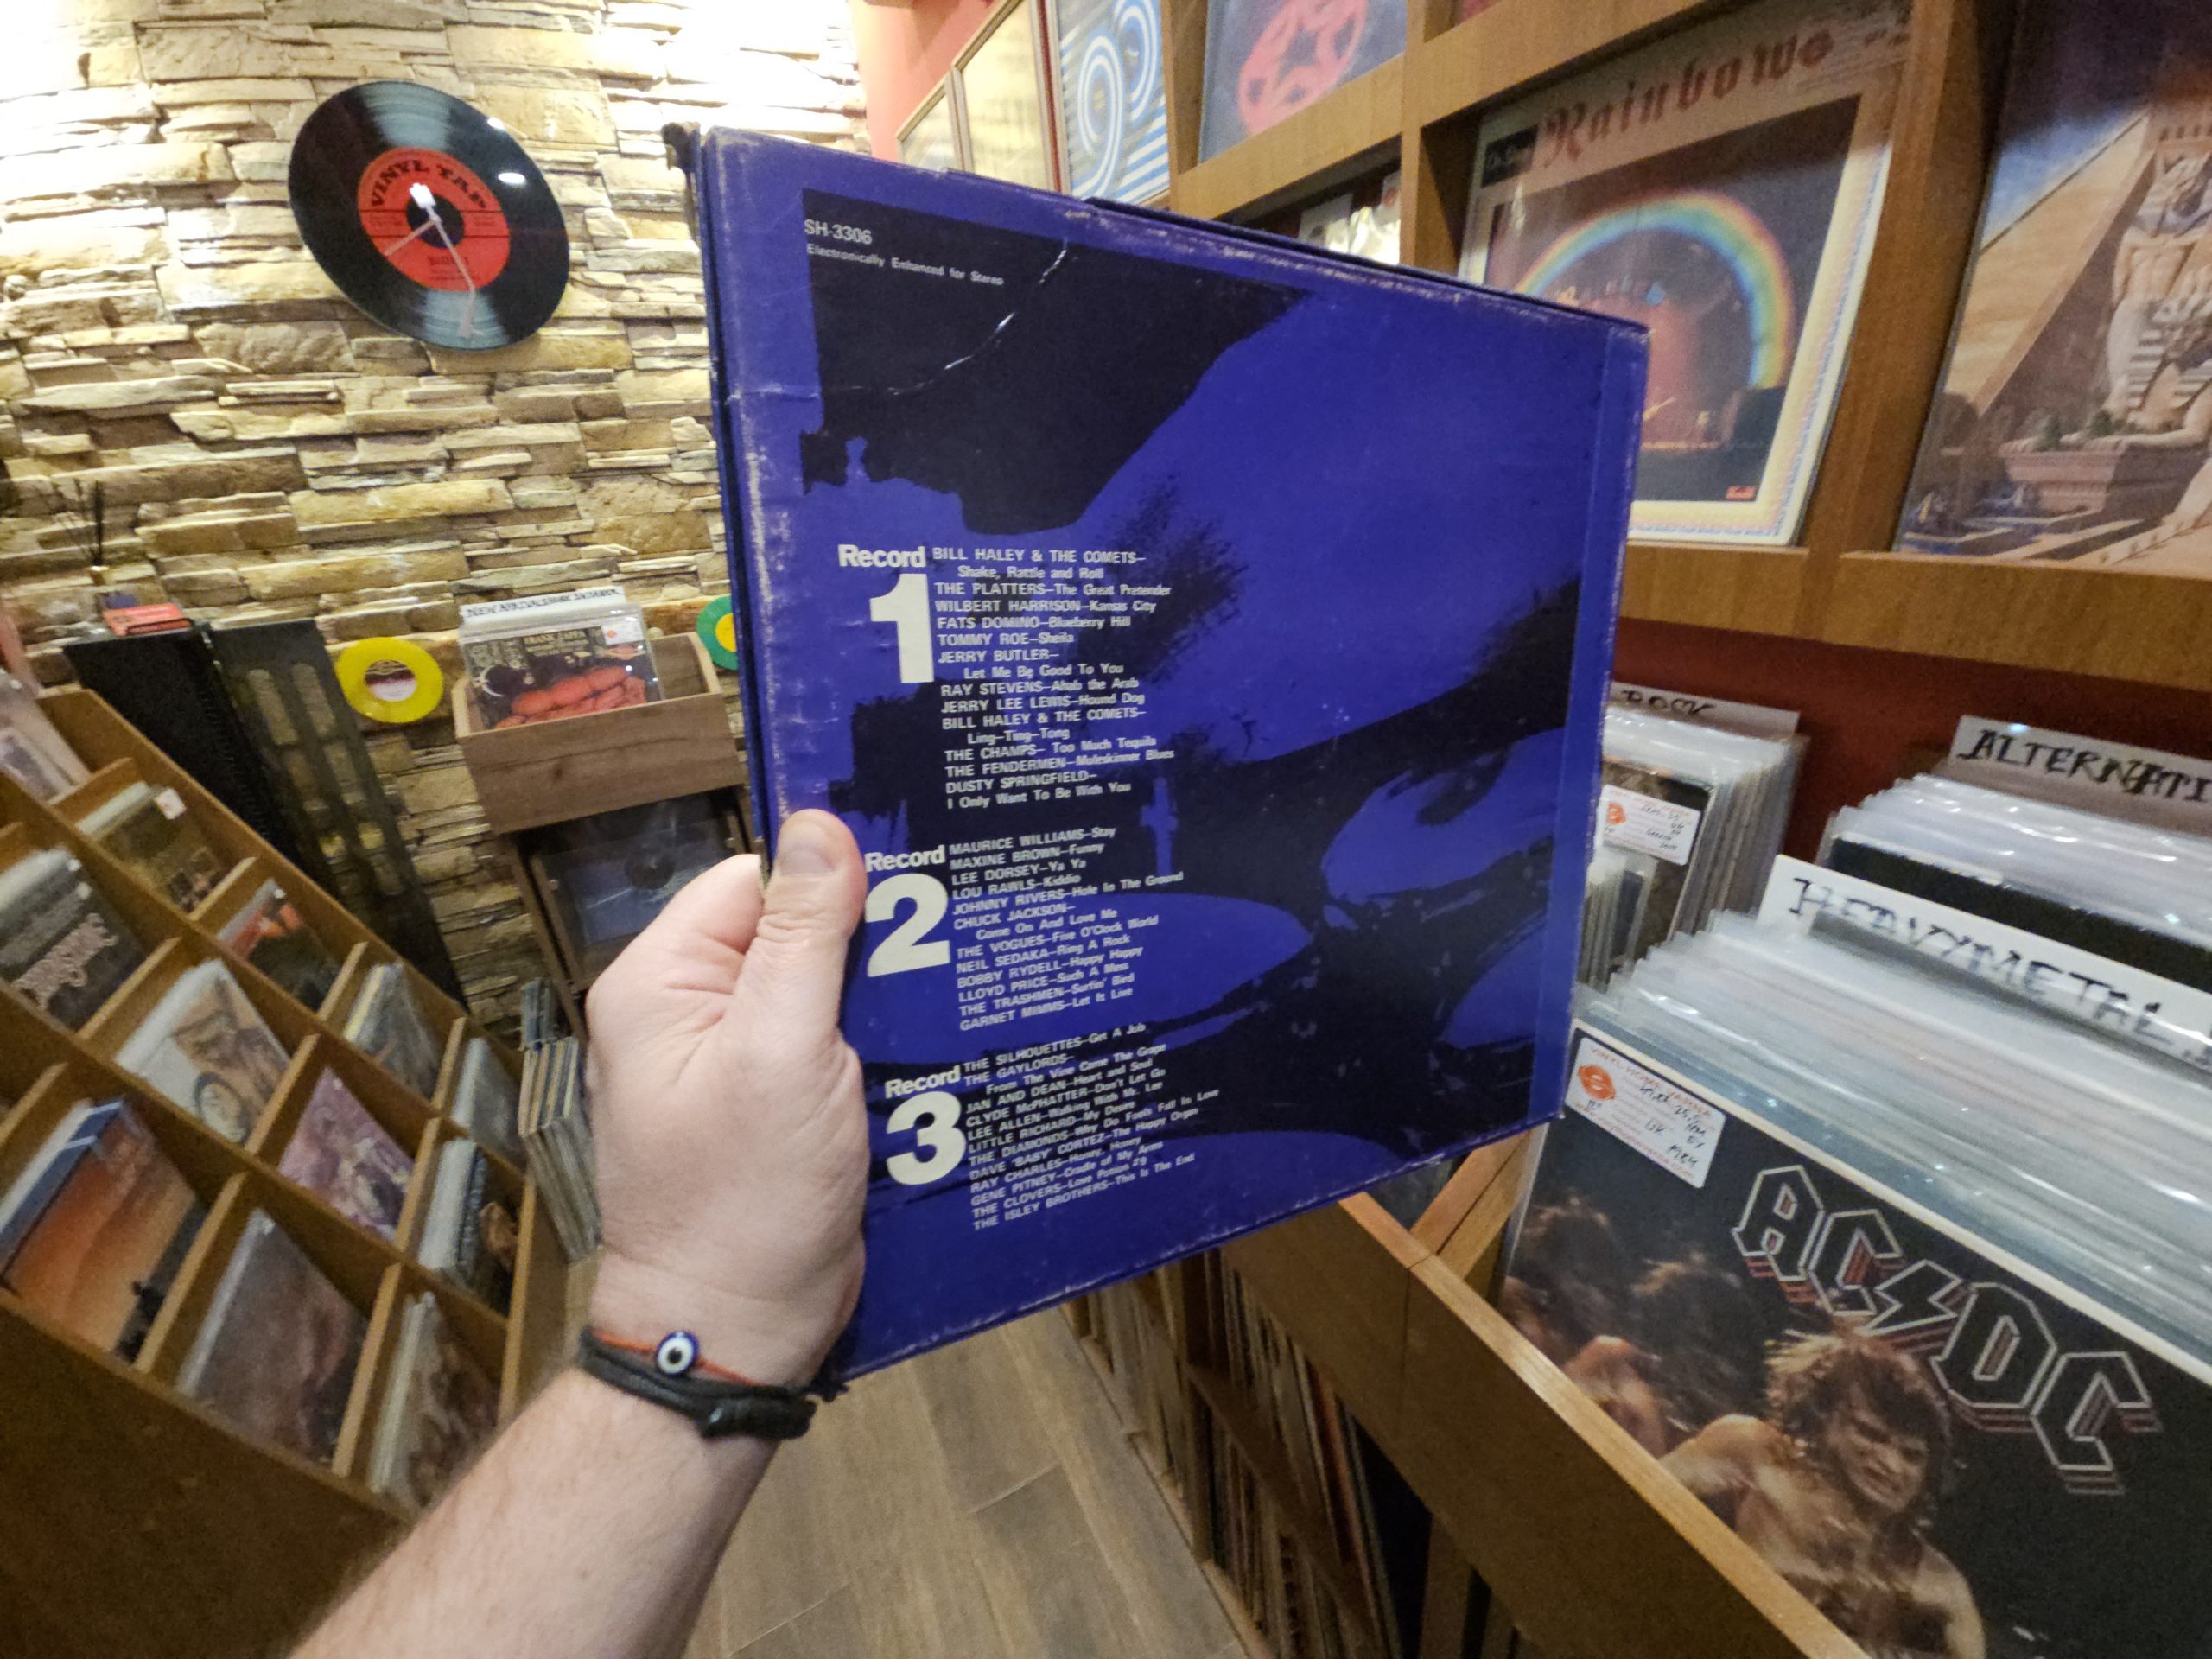 VINYL TAP
Rainbow
SH-3306
Electronically Enhanced for Stereo
Record 1
BILL HALEY & THE COMETS–
Shake, Rattle and Roll
THE PLATTERS–The Great Pretender
WILBERT HARRISON–Kansas City
FATS DOMINO–Blueberry Hill
TOMMY ROE–Sheila
JERRY BUTLER–
Let Me Be Good To You
RAY STEVENS–Ahab the Arab
JERRY LEE LEWIS–Hound Dog
BILL HALEY & THE COMETS–
Ling–Ting–Tong
THE CHAMPS– Too Much Tequila
THE FENDERMEN–Muleskinner Blues
DUSTY SPRINGFIELD–
I Only Want To Be With You
Record 2
MAURICE WILLIAMS–Stay
MAXINE BROWN–Funny
LEE DORSEY–Ya Ya
LOU RAWLS–Kiddio
JOHNNY RIVERS–Hole In The Ground
CHUCK JACKSON–
Come On And Love Me
THE VOGUES–Five O'Clock World
NEIL SEDAKA–Ring A Rock
BOBBY RYDELL–Happy Happy
LLOYD PRICE–Such A Mess
THE TRASHMEN–Surfin' Bird
GARNET MIMMS–Let It Live
Record 3
THE SILHOUETTES–Get A Job
THE GAYLORDS–
From The Vine Came The Grape
JAN AND DEAN–Heart and Soul
CLYDE McPHATTER–Don't Let Go
LEE ALLEN–Walking With Mr. Lee
LITTLE RICHARD–My Desire
THE DIAMONDS–Why Do Fools Fall In Love
DAVE 'BABY' CORTEZ–The Happy Organ
RAY CHARLES–Honey, Honey
GENE PITNEY–Cradle of My Arms
THE CLOVERS–Love Potion #9
THE ISLEY BROTHERS–This Is The End
FRANK ZAPPA
ROCK
ALTERNATI
HEAVY METAL
AC DC